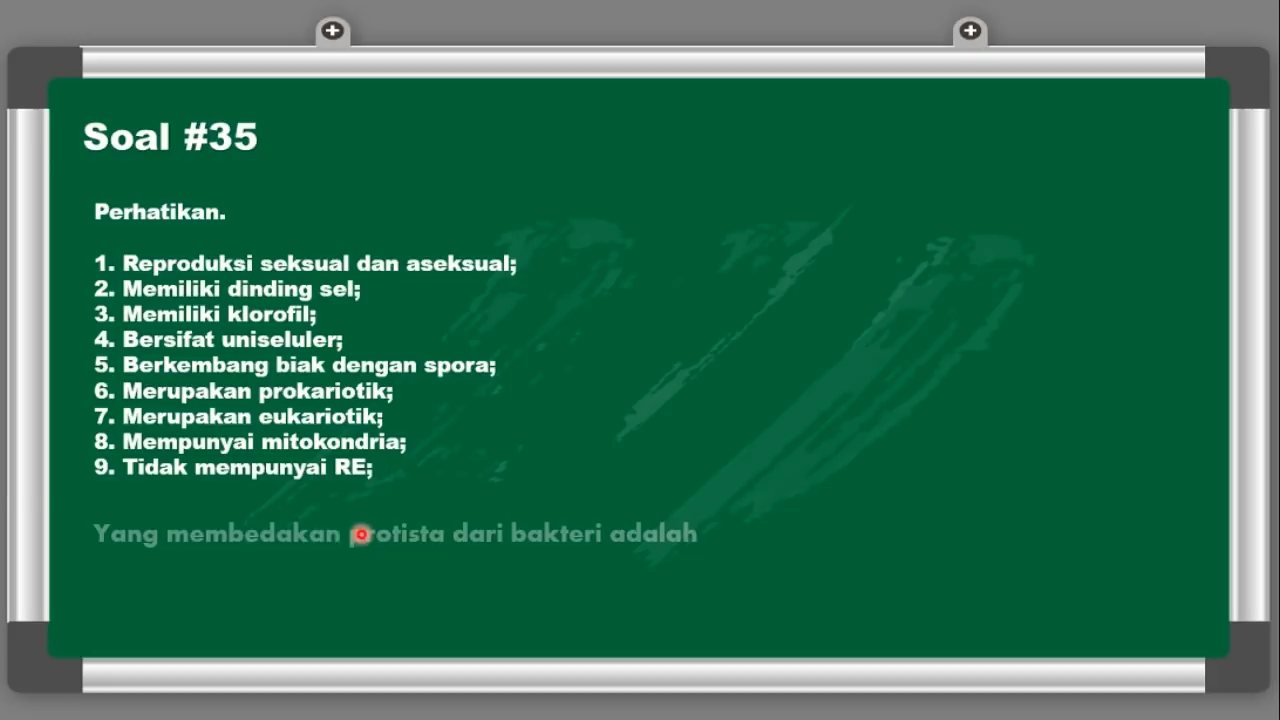 Soal #35
Perhatikan.
1. Reproduksi seksual dan aseksual;
2. Memiliki dinding sel;
3. Memiliki klorofil;
4. Bersifat uniseluler;
5. Berkembang biak dengan spora;
6. Merupakan prokariotik;
7. Merupakan eukariotik;
8. Mempunyai mitokondria;
9. Tidak mempunyai RE;
Yang membedakan protista dari bakteri adalah